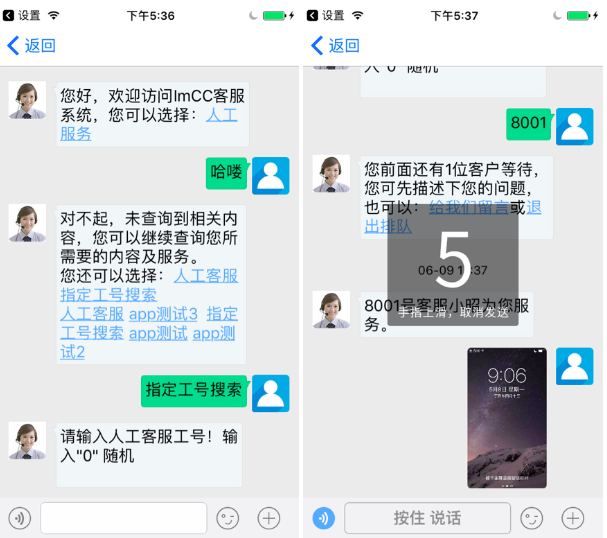 设置
下午5:36
返回
您好，欢迎访问ImCC客服
系统，您可以选择：人工
服务
哈喽
对不起，未查询到相关内
容，您可以继续查询您所
需要的内容及服务。
您还可以选择：人工客服
指定工号搜索
人工客服 app测试3 指定
工号搜索 app测试 app测
试2
指定工号搜索
请输入人工客服工号！输
入"0" 随机
设置
下午5:37
返回
入"0" 随机
8001
您前面还有1位客户等待，
您可先描述下您的问题，
也可以：给我们留言或退
出排队
5
06-09 17:37
8001号客服小昭为您服
务。
手指上滑，取消发送
9:06
按住 说话